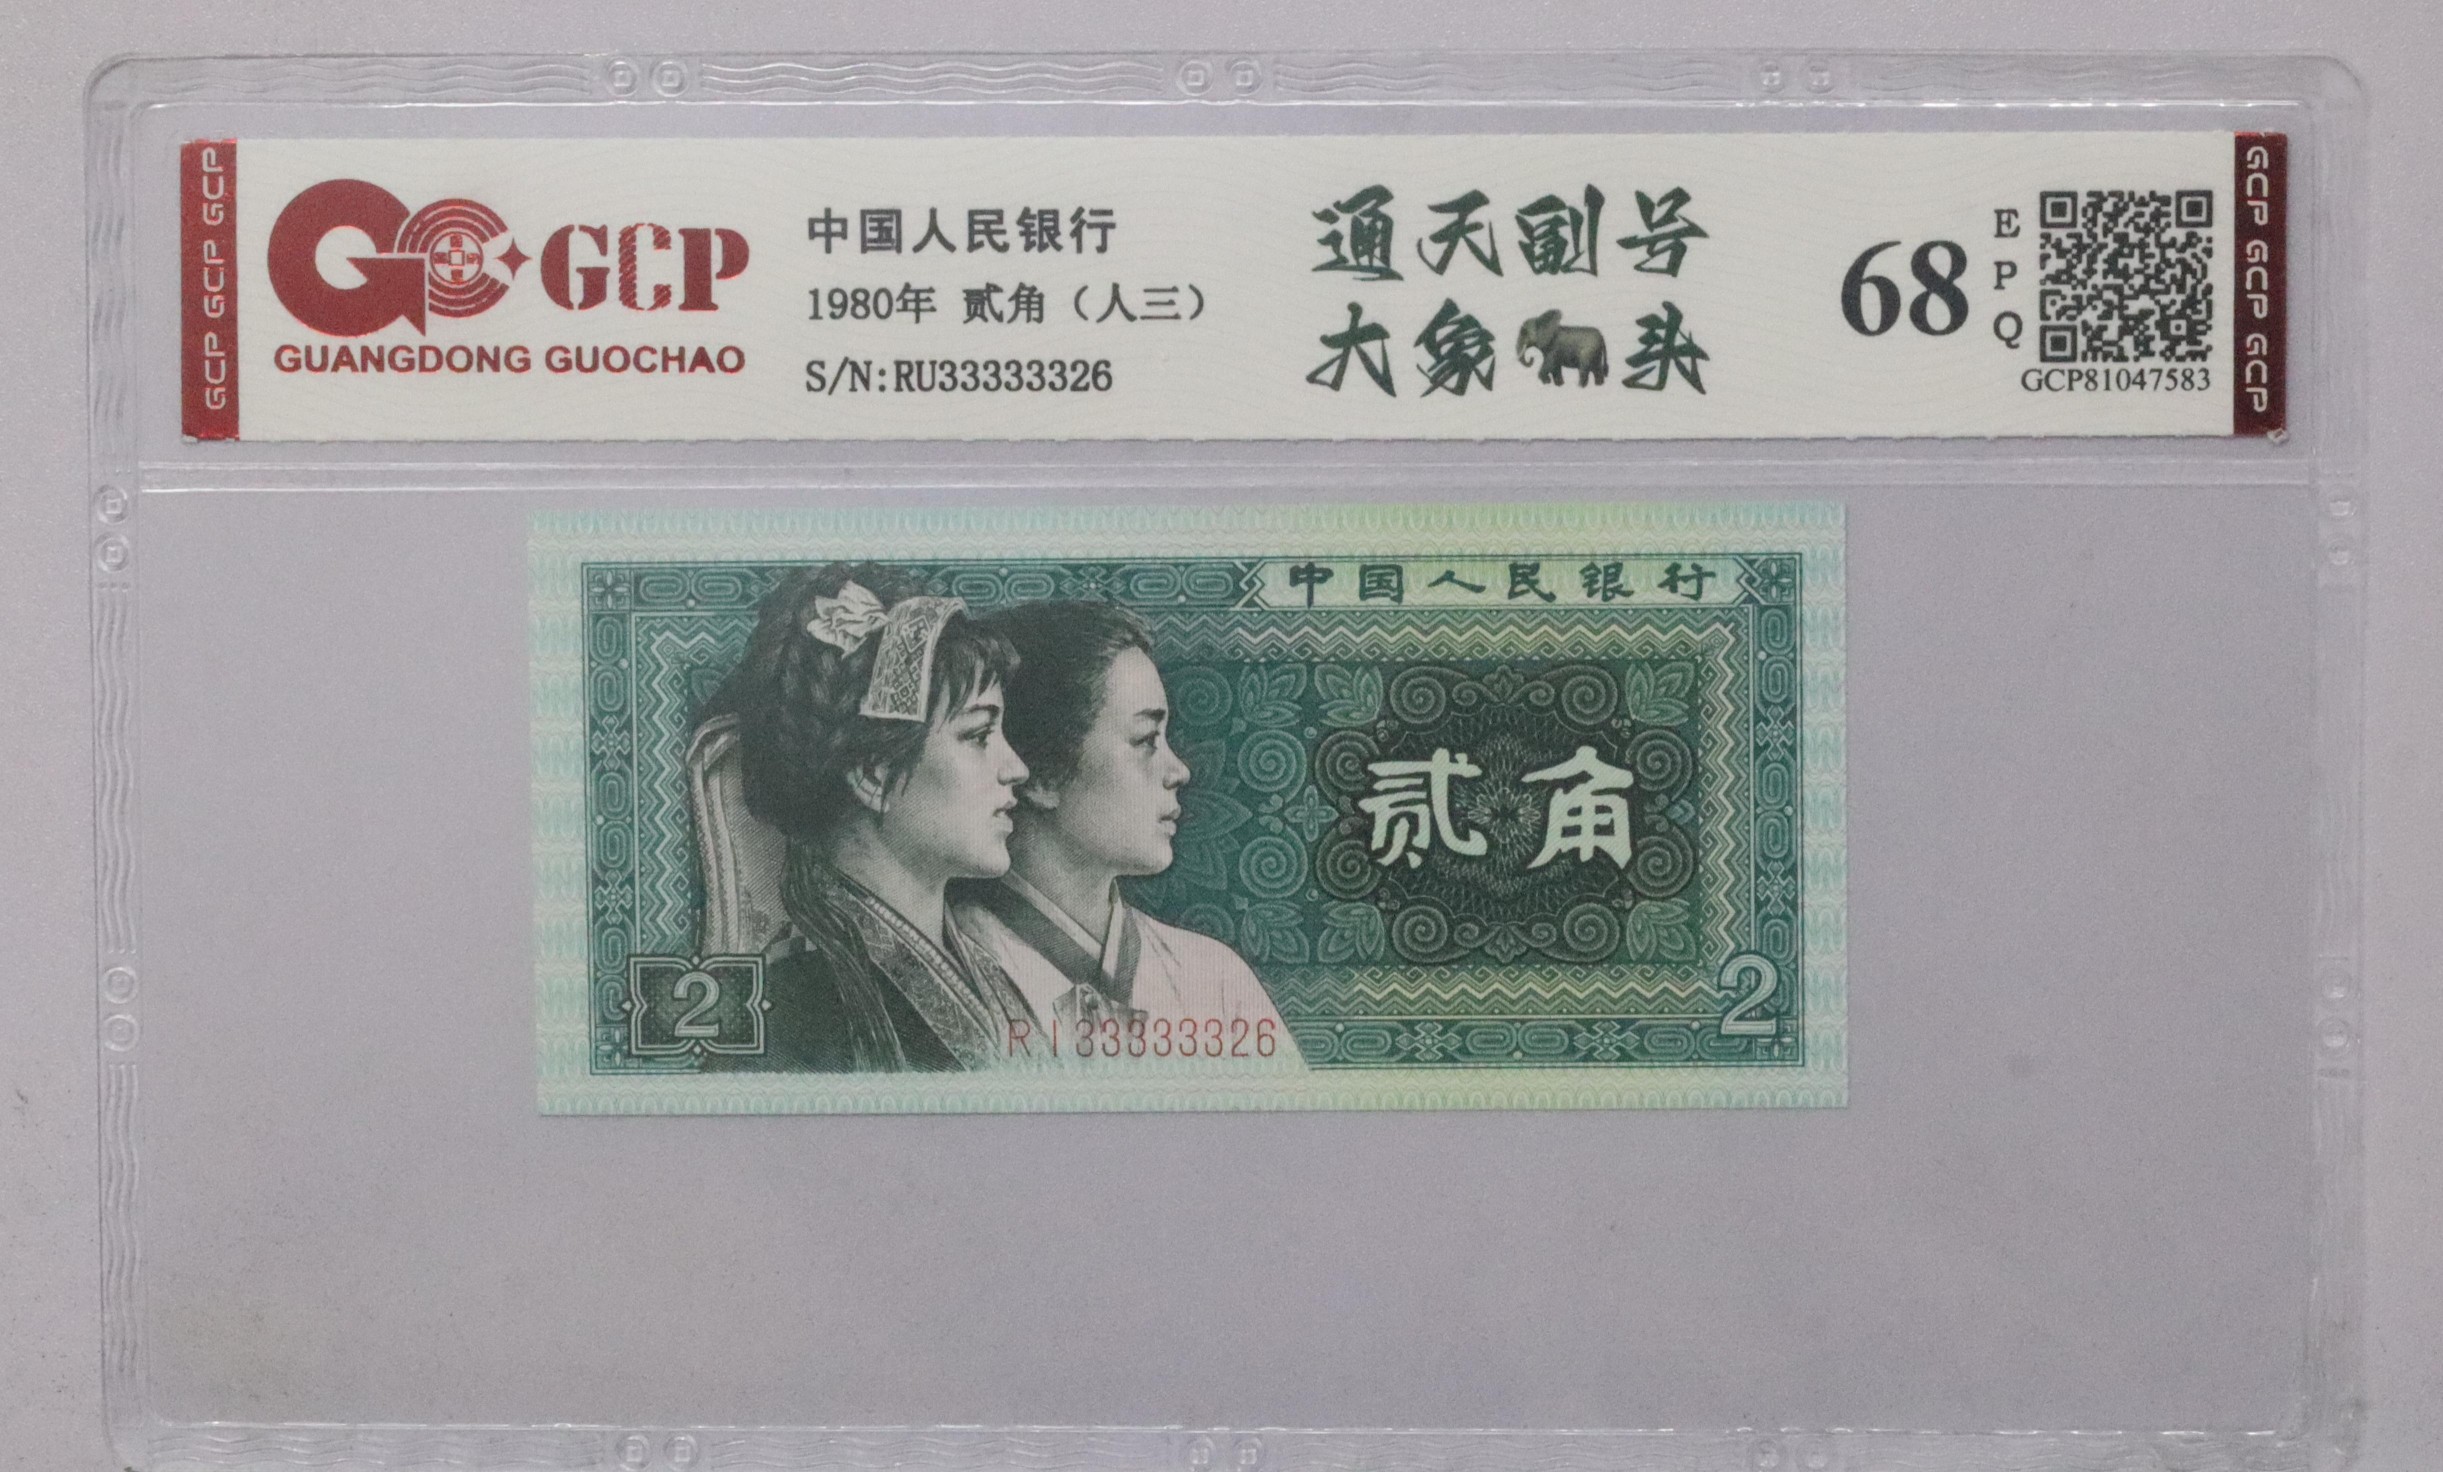 GCP GCP GCP
GCP
GUANGDONG GUOCHAO
中国人民银行
1980年 贰角（人三）
S/N:RU33333326
通天副号
大象头
68
EPQ
GCP81047583
GCP GCP GCP
中国人民银行
贰角
2
RI33333326
2